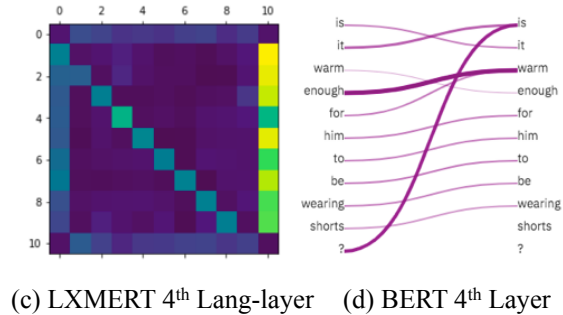 0 2 4 6 8 10
0
2
4
6
8
10
is is
it it
warm warm
enough enough
for for
him him
to to
be be
wearing wearing
shorts shorts
? ?
(c) LXMERT 4th Lang-layer (d) BERT 4th Layer